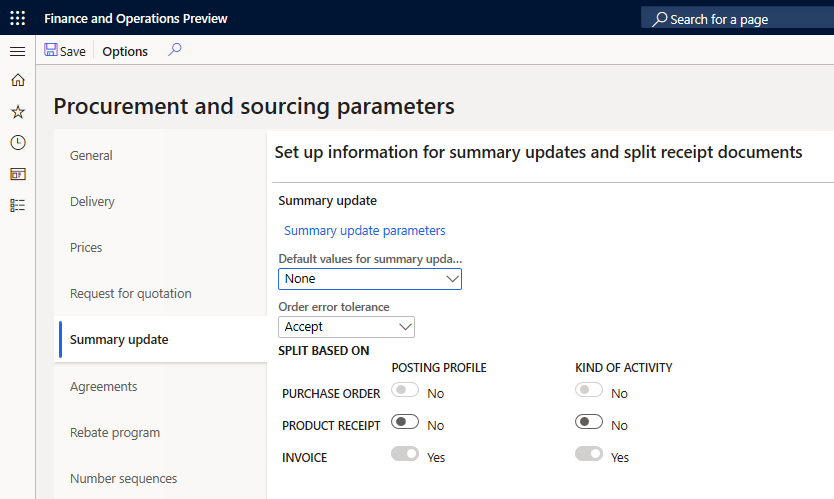 Finance and Operations Preview
Search for a page
Save
Options
Procurement and sourcing parameters
General
Delivery
Prices
Request for quotation
Summary update
Agreements
Rebate program
Number sequences
Set up information for summary updates and split receipt documents
Summary update
Summary update parameters
Default values for summary upda...
None
Order error tolerance
Accept
SPLIT BASED ON
POSTING PROFILE KIND OF ACTIVITY
PURCHASE ORDER No No
PRODUCT RECEIPT No No
INVOICE Yes Yes